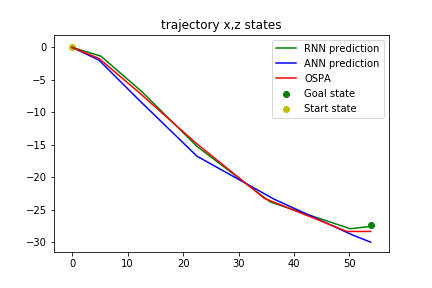 trajectory x,z states
RNN prediction
ANN prediction
OSPA
Goal state
Start state
0
−5
−10
−15
−20
−25
−30
0 10 20 30 40 50